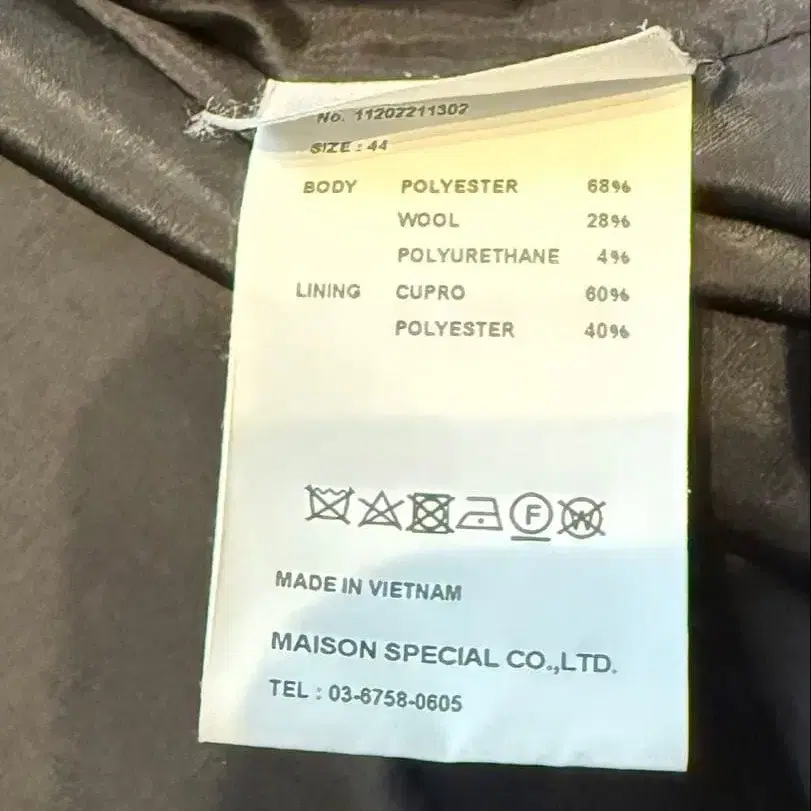 No. 11202211302
SIZE : 44
BODY POLYESTER 68%
WOOL 28%
POLYURETHANE 4%
LINING CUPRO 60%
POLYESTER 40%
F W
MADE IN VIETNAM
MAISON SPECIAL CO.,LTD.
TEL : 03-6758-0605